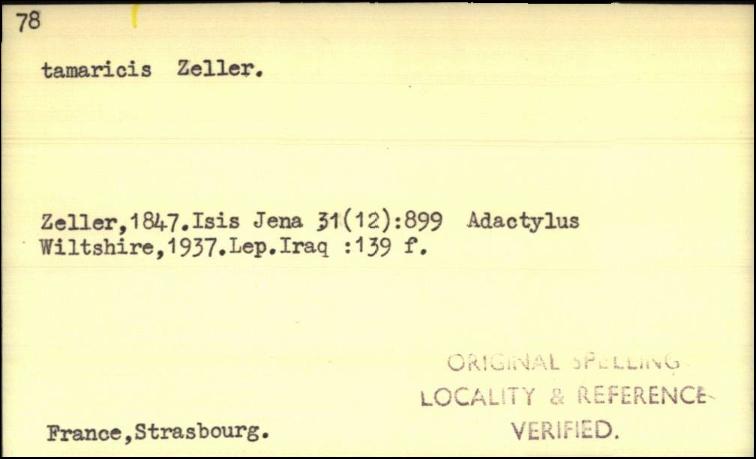 78
tamaricis Zeller.
Zeller,1847.Isis Jena 31(12):899 Adactylus
Wiltshire,1937.Lep.Iraq :139 f.
ORIGINAL SPELLING
LOCALITY & REFERENCE
France,Strasbourg.
VERIFIED.